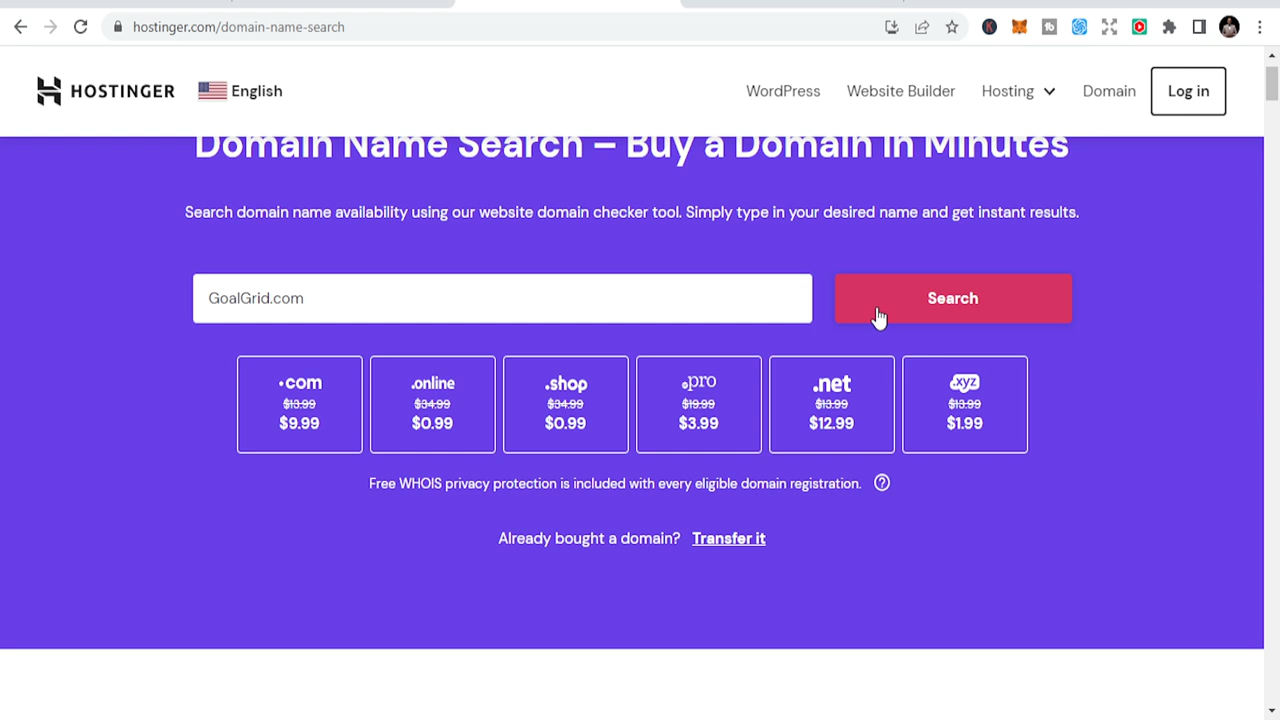 hostinger.com/domain-name-search
HOSTINGER
English
WordPress
Website Builder
Hosting
Domain
Log in
Domain Name Search – Buy a Domain in Minutes
Search domain name availability using our website domain checker tool. Simply type in your desired name and get instant results.
GoalGrid.com
Search
.com
$13.99
$9.99
.online
$34.99
$0.99
.shop
$34.99
$0.99
.pro
$19.99
$3.99
.net
$13.99
$12.99
.xyz
$13.99
$1.99
Free WHOIS privacy protection is included with every eligible domain registration. ?
Already bought a domain? Transfer it